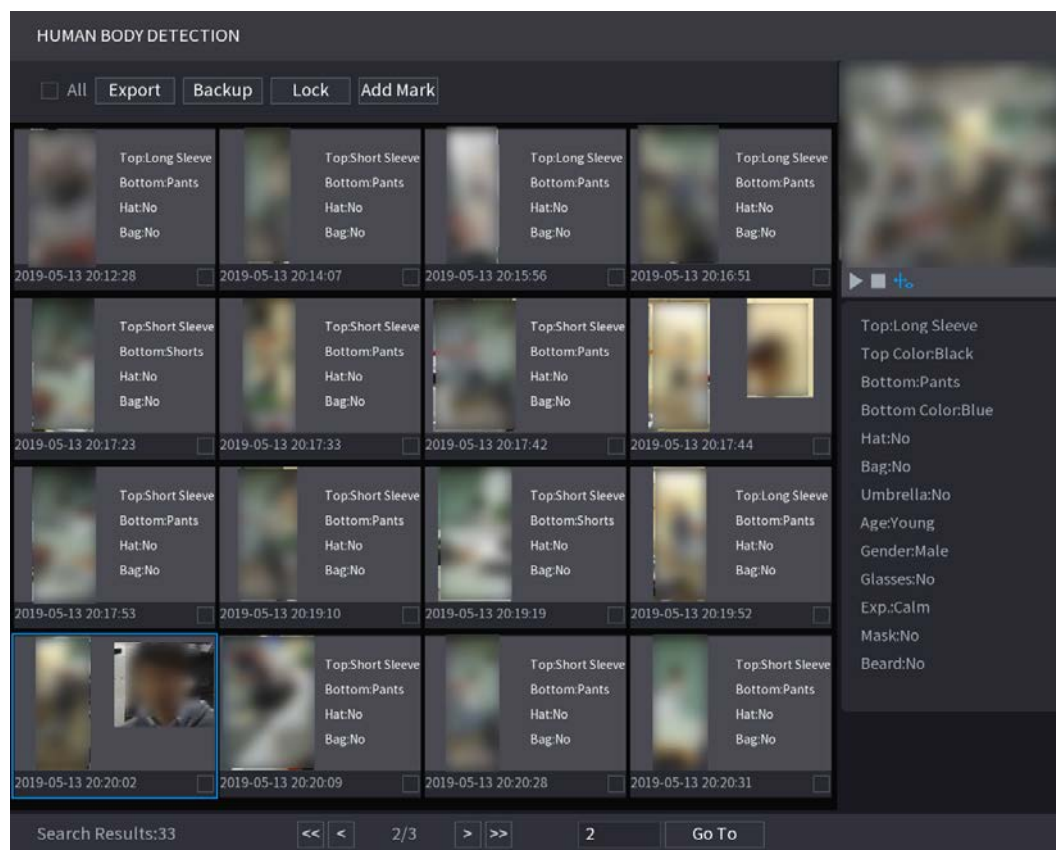 HUMAN BODY DETECTION
All Export Backup Lock Add Mark
Top:Long Sleeve
Bottom:Pants
Hat:No
Bag:No
2019-05-13 20:12:28
Top:Short Sleeve
Bottom:Pants
Hat:No
Bag:No
2019-05-13 20:14:07
Top:Long Sleeve
Bottom:Pants
Hat:No
Bag:No
2019-05-13 20:15:56
Top:Long Sleeve
Bottom:Pants
Hat:No
Bag:No
2019-05-13 20:16:51
Top:Short Sleeve
Bottom:Shorts
Hat:No
Bag:No
2019-05-13 20:17:23
Top:Short Sleeve
Bottom:Pants
Hat:No
Bag:No
2019-05-13 20:17:33
Top:Short Sleeve
Bottom:Pants
Hat:No
Bag:No
2019-05-13 20:17:42
2019-05-13 20:17:44
Top:Short Sleeve
Bottom:Pants
Hat:No
Bag:No
2019-05-13 20:17:53
Top:Short Sleeve
Bottom:Pants
Hat:No
Bag:No
2019-05-13 20:19:10
Top:Short Sleeve
Bottom:Shorts
Hat:No
Bag:No
2019-05-13 20:19:19
Top:Long Sleeve
Bottom:Pants
Hat:No
Bag:No
2019-05-13 20:19:52
2019-05-13 20:20:02
Top:Short Sleeve
Bottom:Pants
Hat:No
Bag:No
2019-05-13 20:20:09
Top:Short Sleeve
Bottom:Pants
Hat:No
Bag:No
2019-05-13 20:20:28
Top:Short Sleeve
Bottom:Pants
Hat:No
Bag:No
2019-05-13 20:20:31
Top:Long Sleeve
Top Color:Black
Bottom:Pants
Bottom Color:Blue
Hat:No
Bag:No
Umbrella:No
Age:Young
Gender:Male
Glasses:No
Exp.:Calm
Mask:No
Beard:No
Search Results:33 << < 2/3 > >> 2 Go To